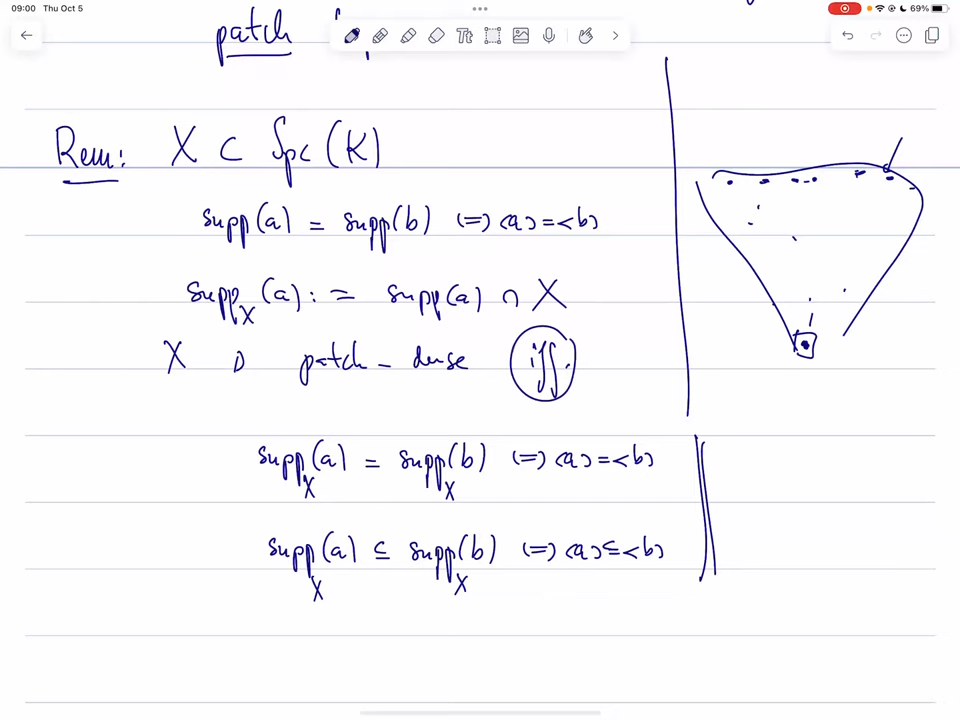 09:00 Thu Oct 5
69%
patch
Tt
Rem: X ⊂ Spc(K)
supp(a) = supp(b) (=) <a>=<b>
supp_X(a) := supp(a) ∩ X
X is patch-dense iff.
supp_X(a) = supp_X(b) (=) <a>=<b>
supp_X(a) ⊆ supp_X(b) (=) <a>⊆<b>